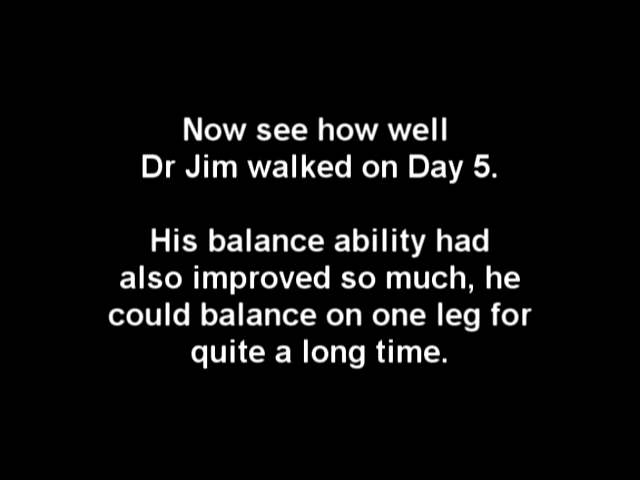 Now see how well
Dr Jim walked on Day 5.
His balance ability had
also improved so much, he
could balance on one leg for
quite a long time.